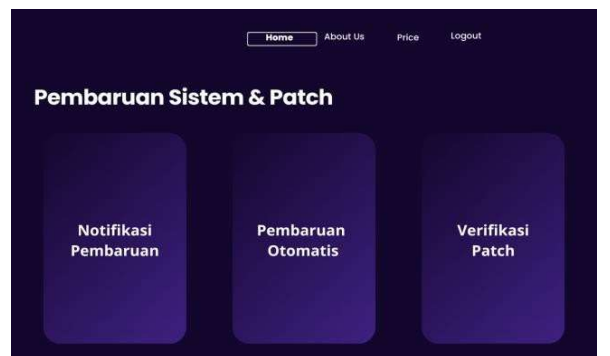 Home About Us Price Logout
Pembaruan Sistem & Patch
Notifikasi
Pembaruan
Pembaruan
Otomatis
Verifikasi
Patch